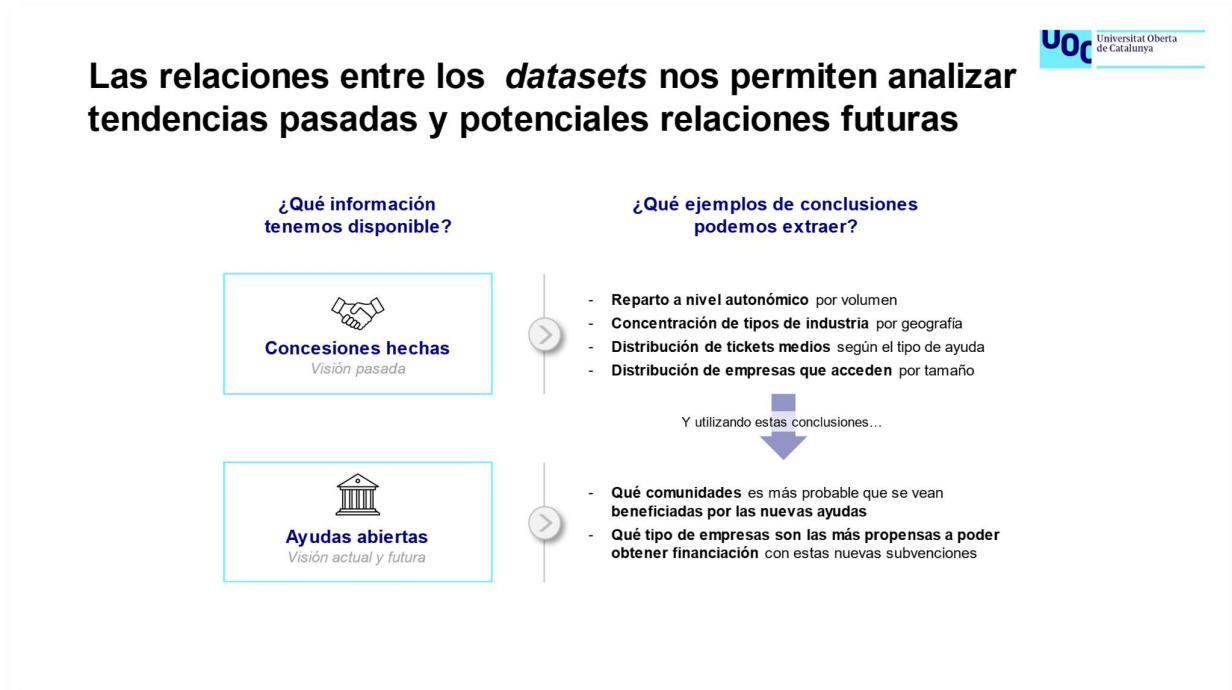 UOC Universitat Oberta
de Catalunya
Las relaciones entre los datasets nos permiten analizar
tendencias pasadas y potenciales relaciones futuras
¿Qué información
tenemos disponible?
¿Qué ejemplos de conclusiones
podemos extraer?
Concesiones hechas
Visión pasada
- Reparto a nivel autonómico por volumen
- Concentración de tipos de industria por geografía
- Distribución de tickets medios según el tipo de ayuda
- Distribución de empresas que acceden por tamaño
Y utilizando estas conclusiones…
Ayudas abiertas
Visión actual y futura
- Qué comunidades es más probable que se vean
beneficiadas por las nuevas ayudas
- Qué tipo de empresas son las más propensas a poder
obtener financiación con estas nuevas subvenciones